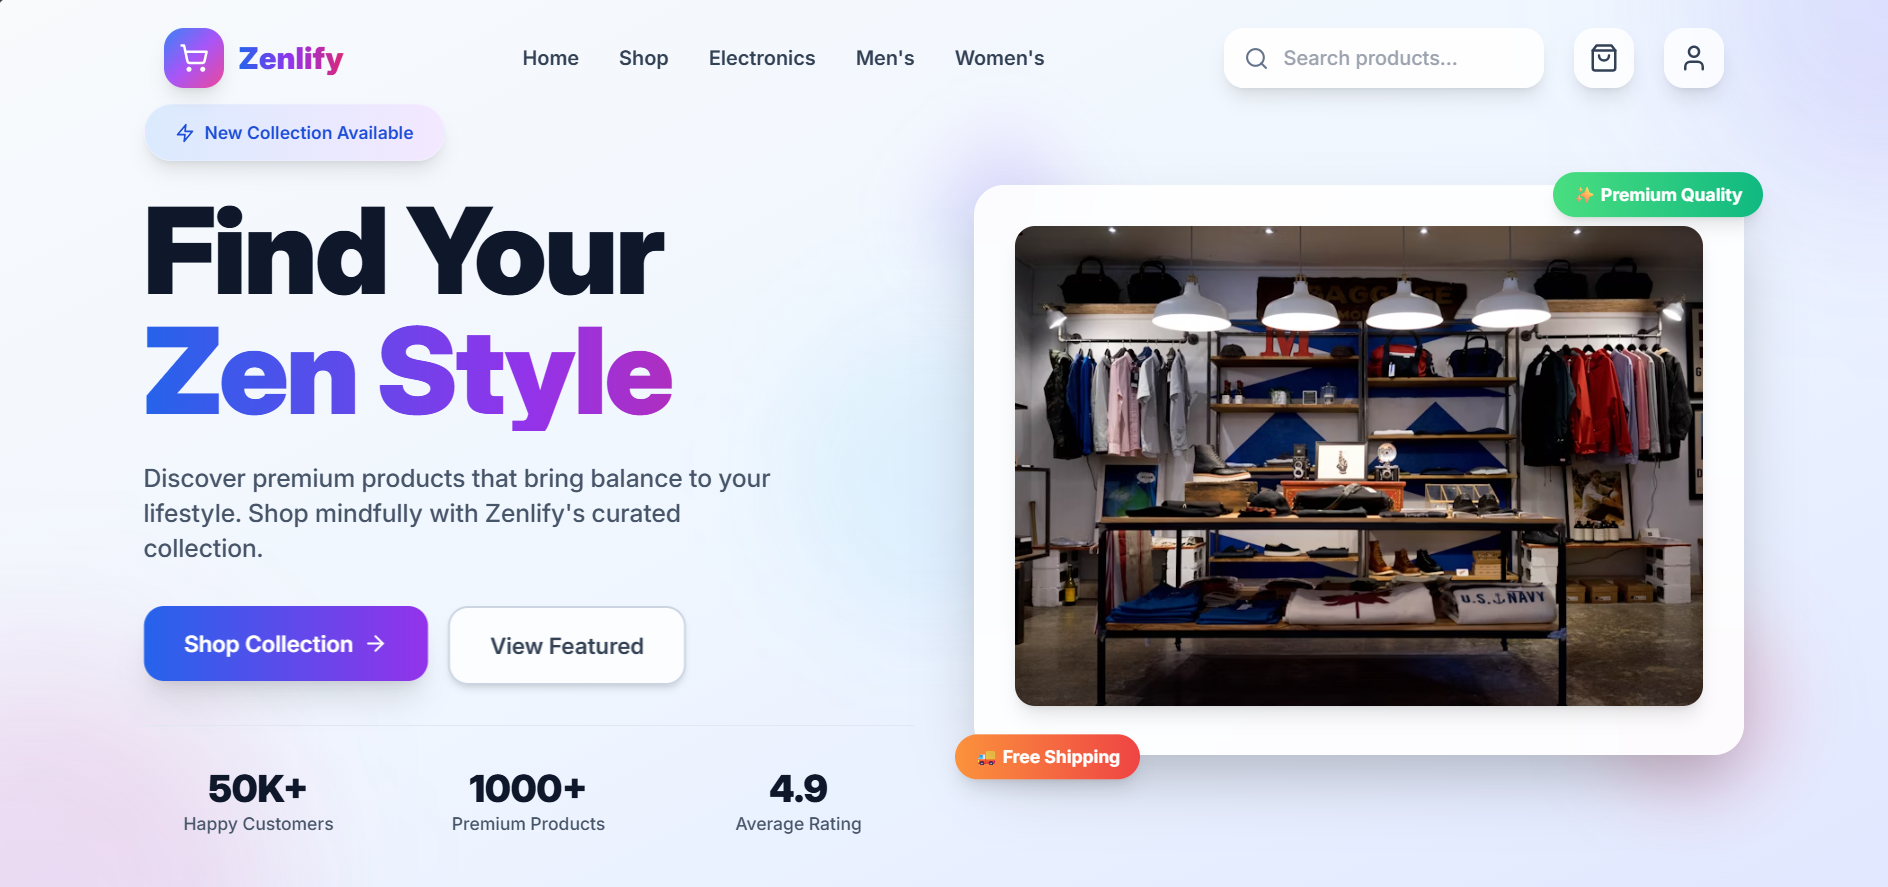 Zenlify
Home
Shop
Electronics
Men's
Women's
Search products...
New Collection Available
Find Your
Zen Style
Discover premium products that bring balance to your
lifestyle. Shop mindfully with Zenlify's curated
collection.
Shop Collection →
View Featured
50K+
Happy Customers
1000+
Premium Products
4.9
Average Rating
✨ Premium Quality
M
U.S. NAVY
🚚 Free Shipping